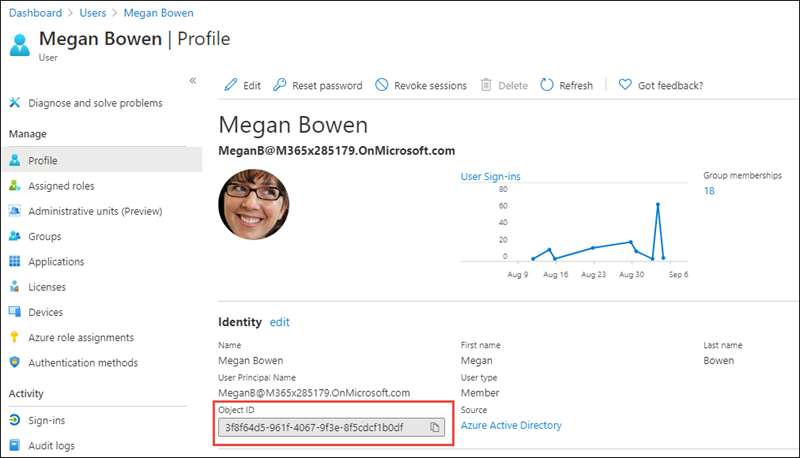 Dashboard > Users > Megan Bowen
Megan Bowen | Profile
User
«
Diagnose and solve problems
Manage
Profile
Assigned roles
Administrative units (Preview)
Groups
Applications
Licenses
Devices
Azure role assignments
Authentication methods
Activity
Sign-ins
Audit logs
Edit Reset password Revoke sessions Delete Refresh Got feedback?
Megan Bowen
MeganB@M365x285179.OnMicrosoft.com
User Sign-ins
80
60
40
20
0
Aug 9 Aug 16 Aug 23 Aug 30 Sep 6
Group memberships
18
Identity edit
Name First name Last name
Megan Bowen Megan Bowen
User Principal Name User type
MeganB@M365x285179.OnMicrosoft.com Member
Object ID Source
3f8f64d5-961f-4067-9f3e-8f5cdcf1b0df Azure Active Directory